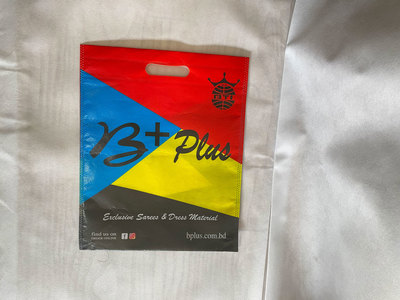 B+ Plus
Exclusive Sarees & Dress Material
find us on
bplus.com.bd